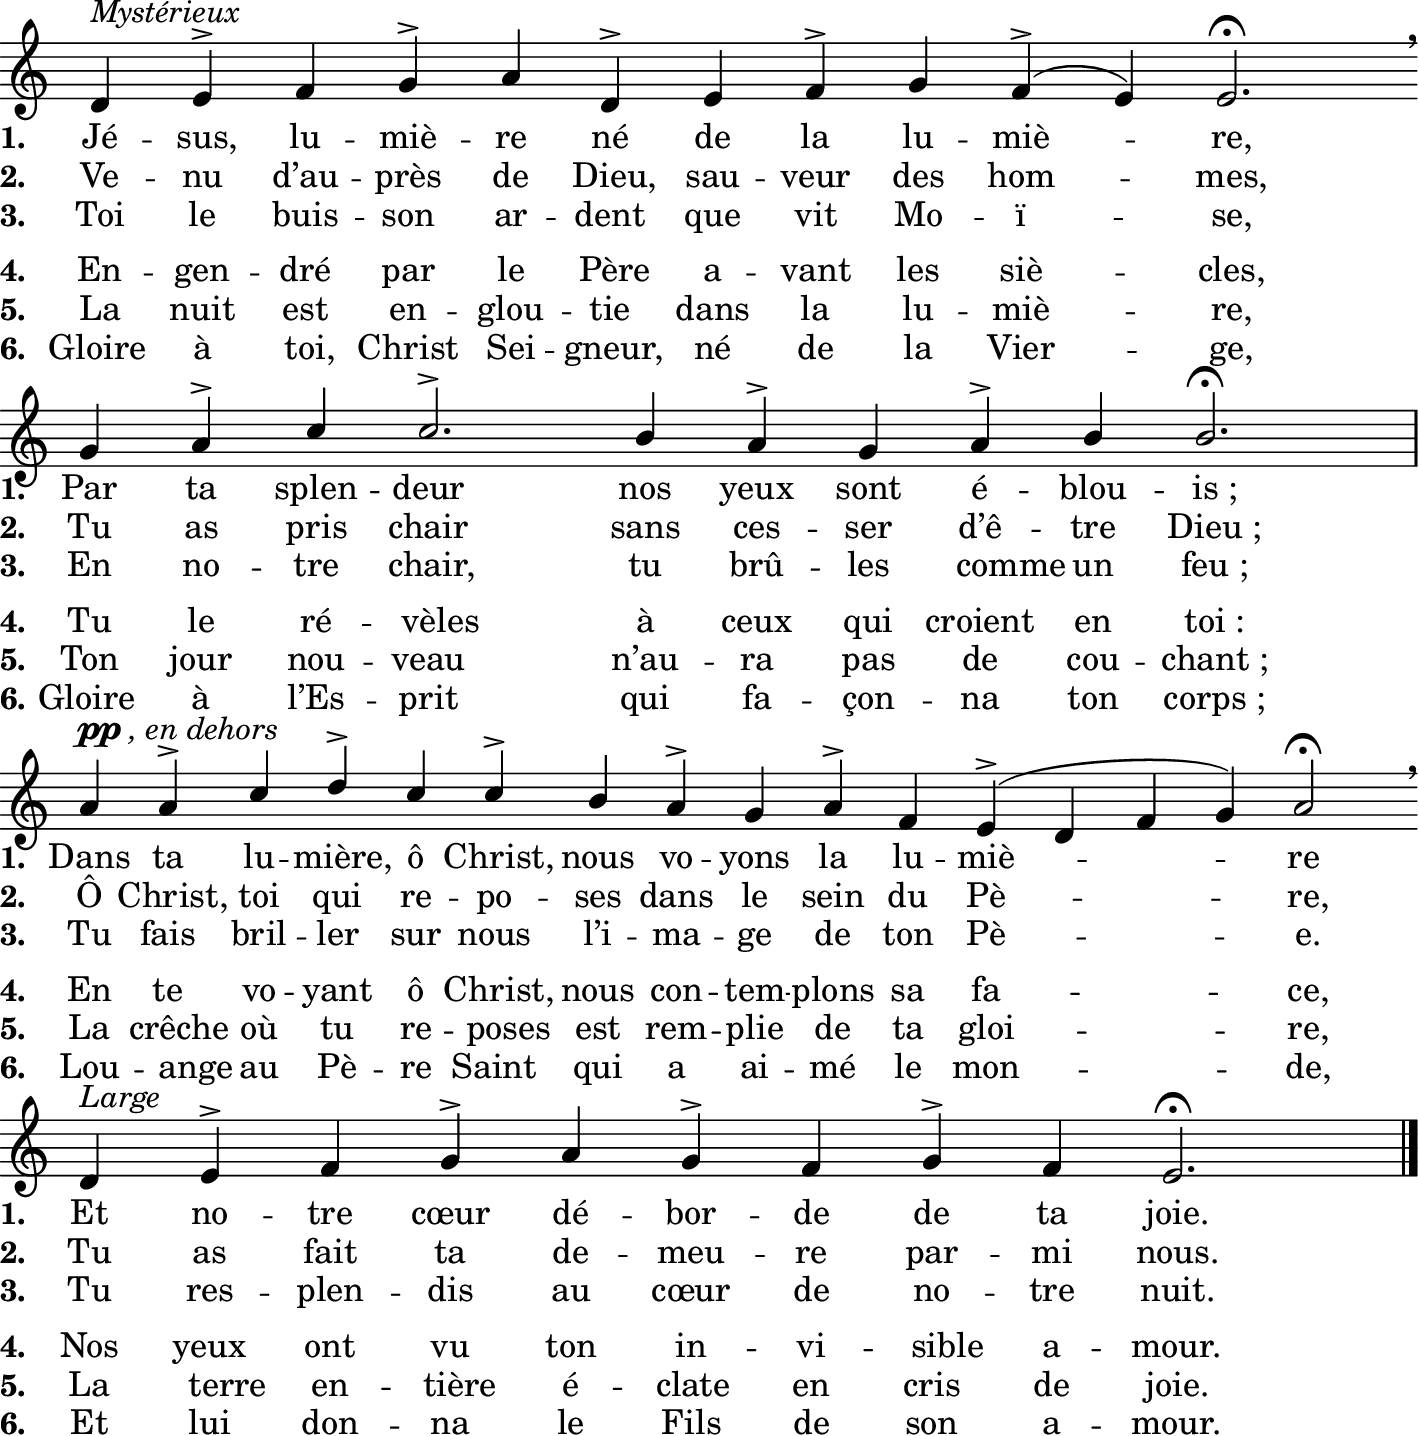 Mystérieux
1. Jé - sus, lu - miè - re né de la lu - miè - re,
2. Ve - nu d’au - près de Dieu, sau - veur des hom - mes,
3. Toi le buis - son ar - dent que vit Mo - ï - se,
4. En - gen - dré par le Père a - vant les siè - cles,
5. La nuit est en - glou - tie dans la lu - miè - re,
6. Gloire à toi, Christ Sei - gneur, né de la Vier - ge,
1. Par ta splen - deur nos yeux sont é - blou - is ;
2. Tu as pris chair sans ces - ser d’ê - tre Dieu ;
3. En no - tre chair, tu brû - les comme un feu ;
4. Tu le ré - vèles à ceux qui croient en toi :
5. Ton jour nou - veau n’au - ra pas de cou - chant ;
6. Gloire à l’Es - prit qui fa - çon - na ton corps ;
pp , en dehors
1. Dans ta lu - mière, ô Christ, nous vo - yons la lu - miè - - - re
2. Ô Christ, toi qui re - po - ses dans le sein du Pè - - - re,
3. Tu fais bril - ler sur nous l’i - ma - ge de ton Pè - - - e.
4. En te vo - yant ô Christ, nous con - tem - plons sa fa - - - ce,
5. La crêche où tu re - poses est rem - plie de ta gloi - - - re,
6. Lou - ange au Pè - re Saint qui a ai - mé le mon - - - de,
Large
1. Et no - tre cœur dé - bor - de de ta joie.
2. Tu as fait ta de - meu - re par - mi nous.
3. Tu res - plen - dis au cœur de no - tre nuit.
4. Nos yeux ont vu ton in - vi - sible a - mour.
5. La terre en - tière é - clate en cris de joie.
6. Et lui don - na le Fils de son a - mour.